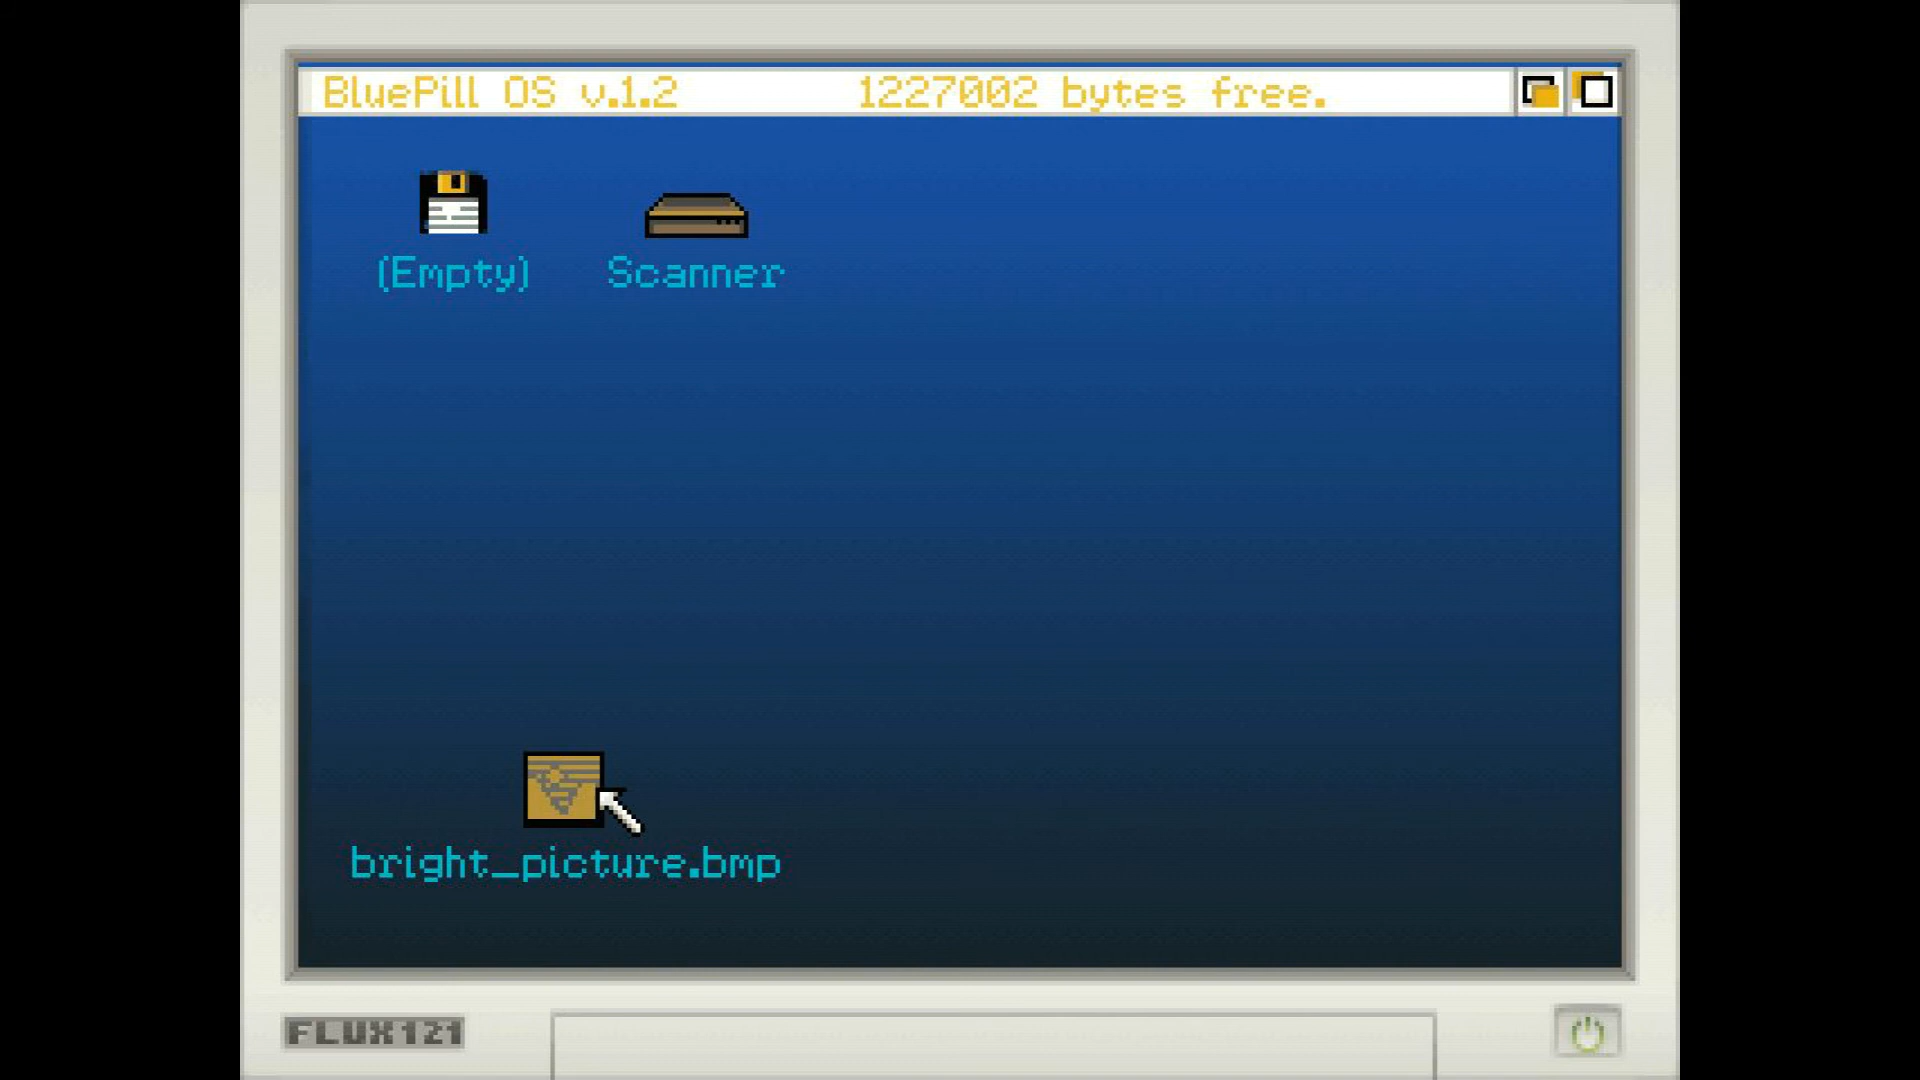 BluePill OS v.1.2 1227002 bytes free.
(Empty) Scanner
bright_picture.bmp
FLUX121